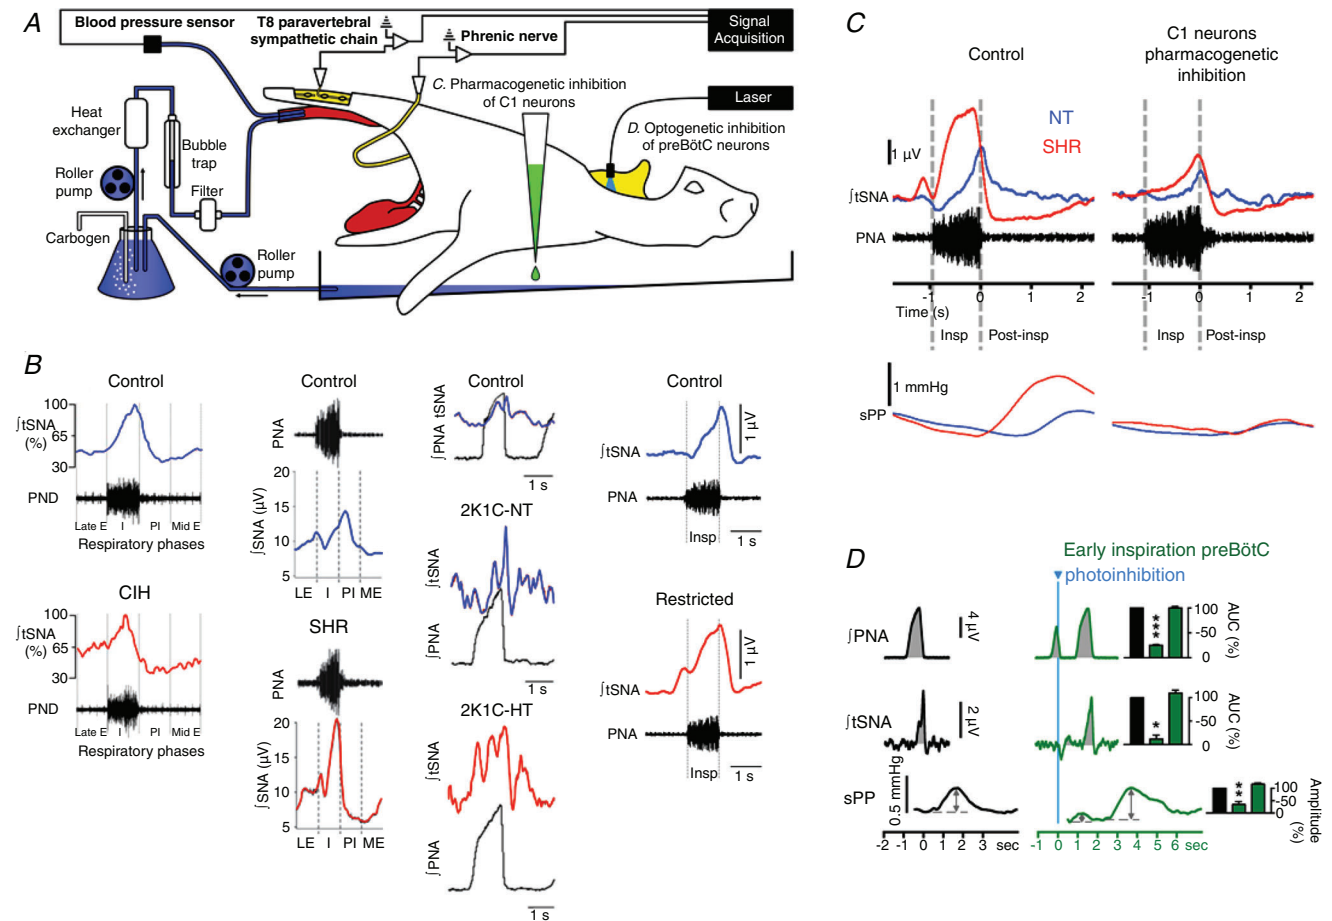 A
Blood pressure sensor
T8 paravertebral
sympathetic chain
Phrenic nerve
Signal
Acquisition
C. Pharmacogenetic inhibition
of C1 neurons
Laser
D. Optogenetic inhibition
of preBötC neurons
Heat
exchanger
Bubble
trap
Roller
pump
Filter
Carbogen
Roller
pump
B
Control
100
65
30
∫tSNA
(%)
PND
Late E I PI Mid E
Respiratory phases
CIH
100
65
30
∫tSNA
(%)
PND
Late E I PI Mid E
Respiratory phases
Control
PNA
20
15
10
5
∫SNA (µV)
LE I PI ME
SHR
PNA
20
15
10
5
∫SNA (µV)
LE I PI ME
Control
∫PNA tSNA
1 s
2K1C-NT
∫tSNA
∫PNA
1 s
2K1C-HT
∫tSNA
∫PNA
1 s
Control
∫tSNA
1 µV
PNA
Insp
1 s
Restricted
∫tSNA
1 µV
PNA
Insp
1 s
C
Control
C1 neurons
pharmacogenetic
inhibition
NT
SHR
1 µV
∫tSNA
PNA
-1 0 1 2
-1 0 1 2
Time (s)
Insp Post-insp
Insp Post-insp
1 mmHg
sPP
D
Early inspiration preBötC
photoinhibition
∫PNA
4 µV
***
100
-50
0
AUC
(%)
∫tSNA
2 µV
*
100
-50
0
AUC
(%)
sPP
0.5 mmHg
**
100
-50
0
Amplitude
(%)
-2 -1 0 1 2 3 sec
-1 0 1 2 3 4 5 6 sec